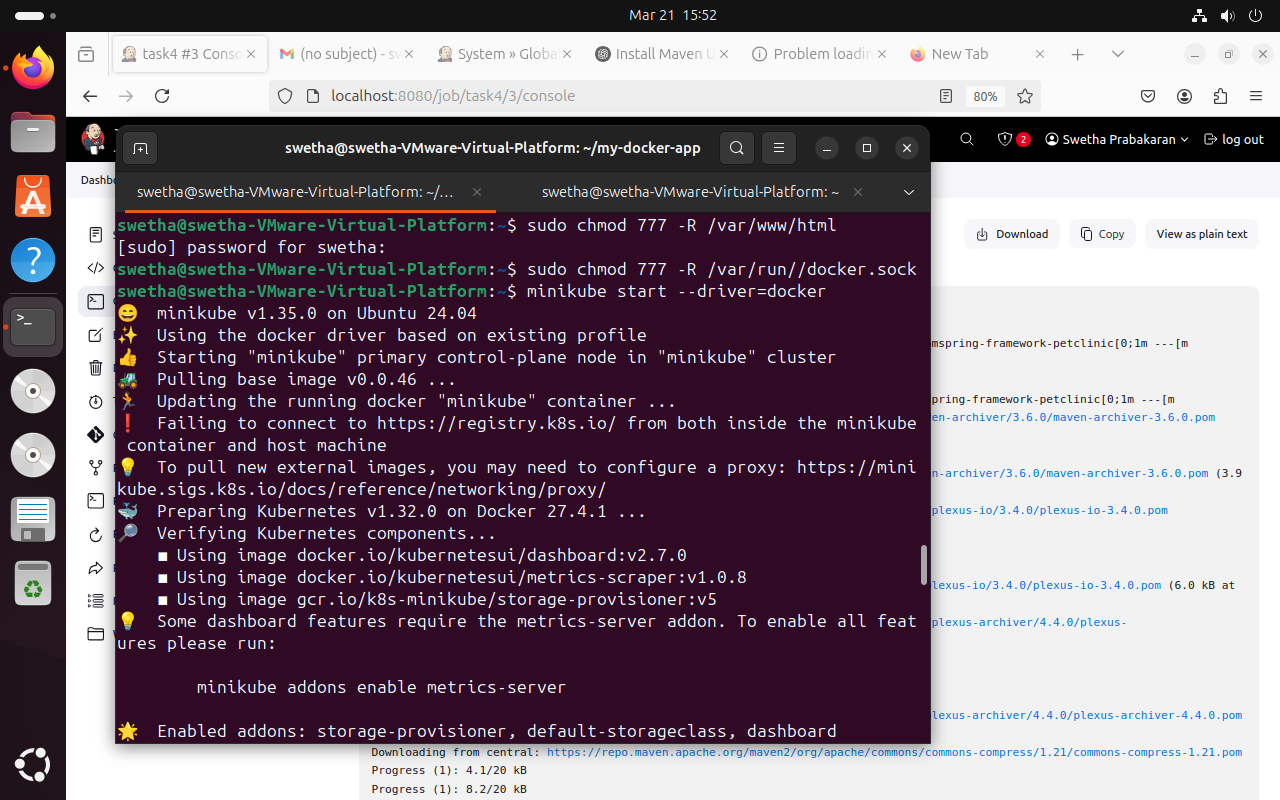 Mar 21 15:52
task4 #3 Conso
(no subject) - sw
System » Globa
Install Maven U
Problem loadin
New Tab
localhost:8080/job/task4/3/console
80%
2
Swetha Prabakaran
log out
Dashbo
swetha@swetha-VMware-Virtual-Platform: ~/my-docker-app
swetha@swetha-VMware-Virtual-Platform: ~/...
swetha@swetha-VMware-Virtual-Platform: ~
Download
Copy
View as plain text
swetha@swetha-VMware-Virtual-Platform:~$ sudo chmod 777 -R /var/www/html
[sudo] password for swetha:
swetha@swetha-VMware-Virtual-Platform:~$ sudo chmod 777 -R /var/run//docker.sock
swetha@swetha-VMware-Virtual-Platform:~$ minikube start --driver=docker
😄 minikube v1.35.0 on Ubuntu 24.04
✨ Using the docker driver based on existing profile
👍 Starting "minikube" primary control-plane node in "minikube" cluster
🚜 Pulling base image v0.0.46 ...
🏃 Updating the running docker "minikube" container ...
❗ Failing to connect to https://registry.k8s.io/ from both inside the minikube
container and host machine
💡 To pull new external images, you may need to configure a proxy: https://mini
kube.sigs.k8s.io/docs/reference/networking/proxy/
🐳 Preparing Kubernetes v1.32.0 on Docker 27.4.1 ...
🔎 Verifying Kubernetes components...
■ Using image docker.io/kubernetesui/dashboard:v2.7.0
■ Using image docker.io/kubernetesui/metrics-scraper:v1.0.8
■ Using image gcr.io/k8s-minikube/storage-provisioner:v5
💡 Some dashboard features require the metrics-server addon. To enable all feat
ures please run:
minikube addons enable metrics-server
🌟 Enabled addons: storage-provisioner, default-storageclass, dashboard
mspring-framework-petclinic[0;1m ---[m
spring-framework-petclinic[0;1m ---[m
en-archiver/3.6.0/maven-archiver-3.6.0.pom
n-archiver/3.6.0/maven-archiver-3.6.0.pom (3.9
plexus-io/3.4.0/plexus-io-3.4.0.pom
lexus-io/3.4.0/plexus-io-3.4.0.pom (6.0 kB at
plexus-archiver/4.4.0/plexus-
lexus-archiver/4.4.0/plexus-archiver-4.4.0.pom
Downloading from central: https://repo.maven.apache.org/maven2/org/apache/commons/commons-compress/1.21/commons-compress-1.21.pom
Progress (1): 4.1/20 kB
Progress (1): 8.2/20 kB